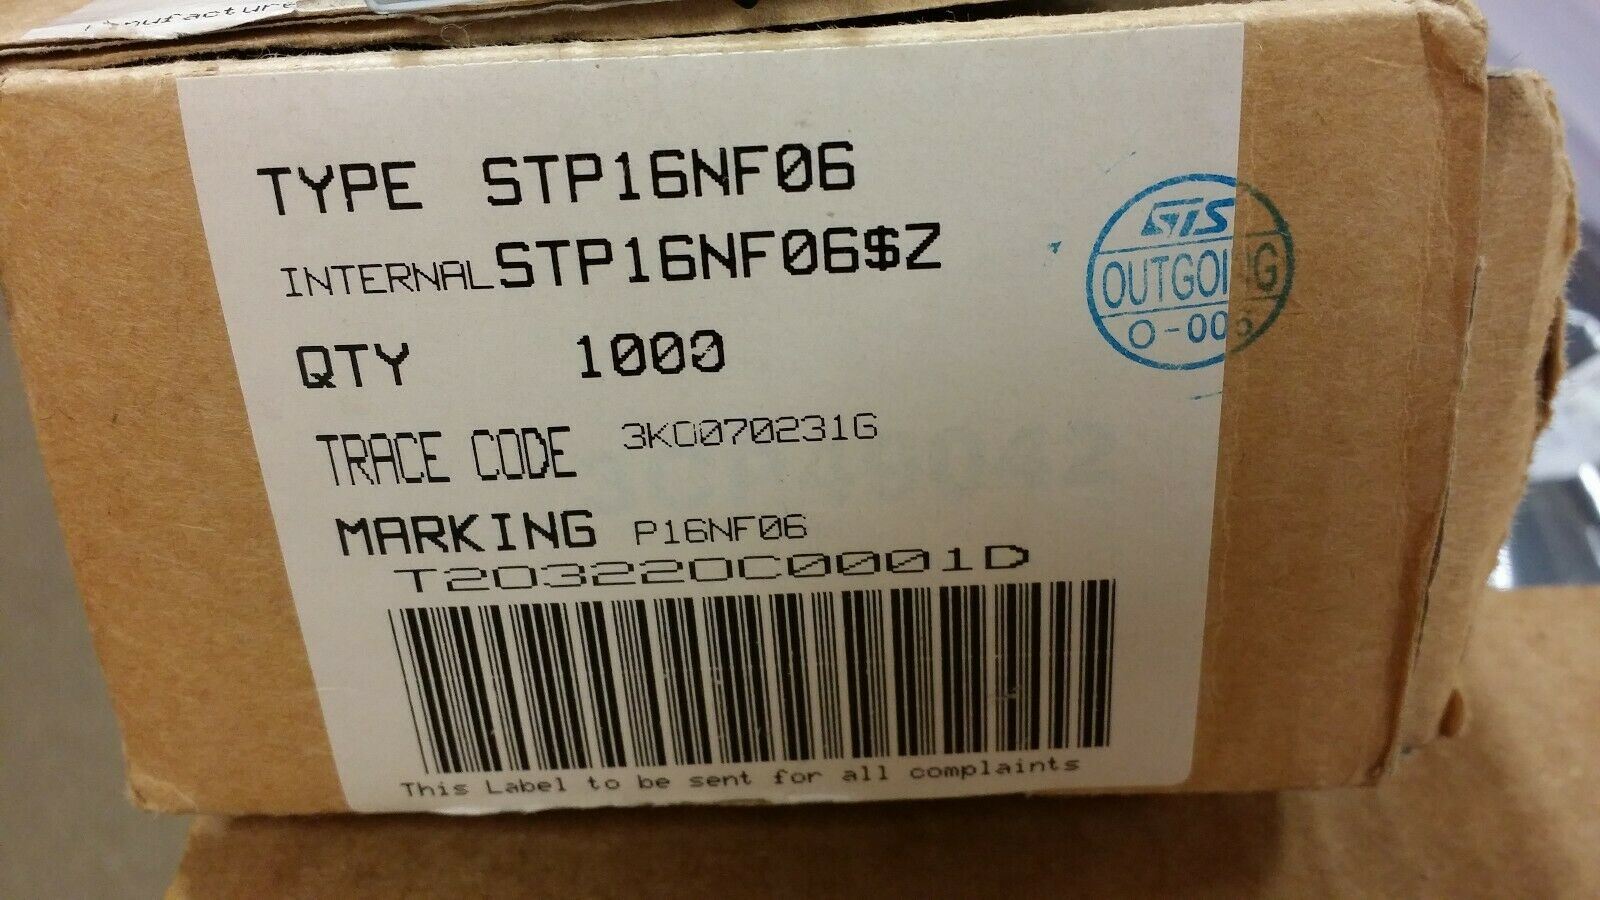 TYPE STP16NF06
INTERNAL STP16NF06$Z
QTY 1000
TRACE CODE 3K0070231G
MARKING P16NF06
T203220C0001D
This Label to be sent for all complaints
STS
OUTGOING